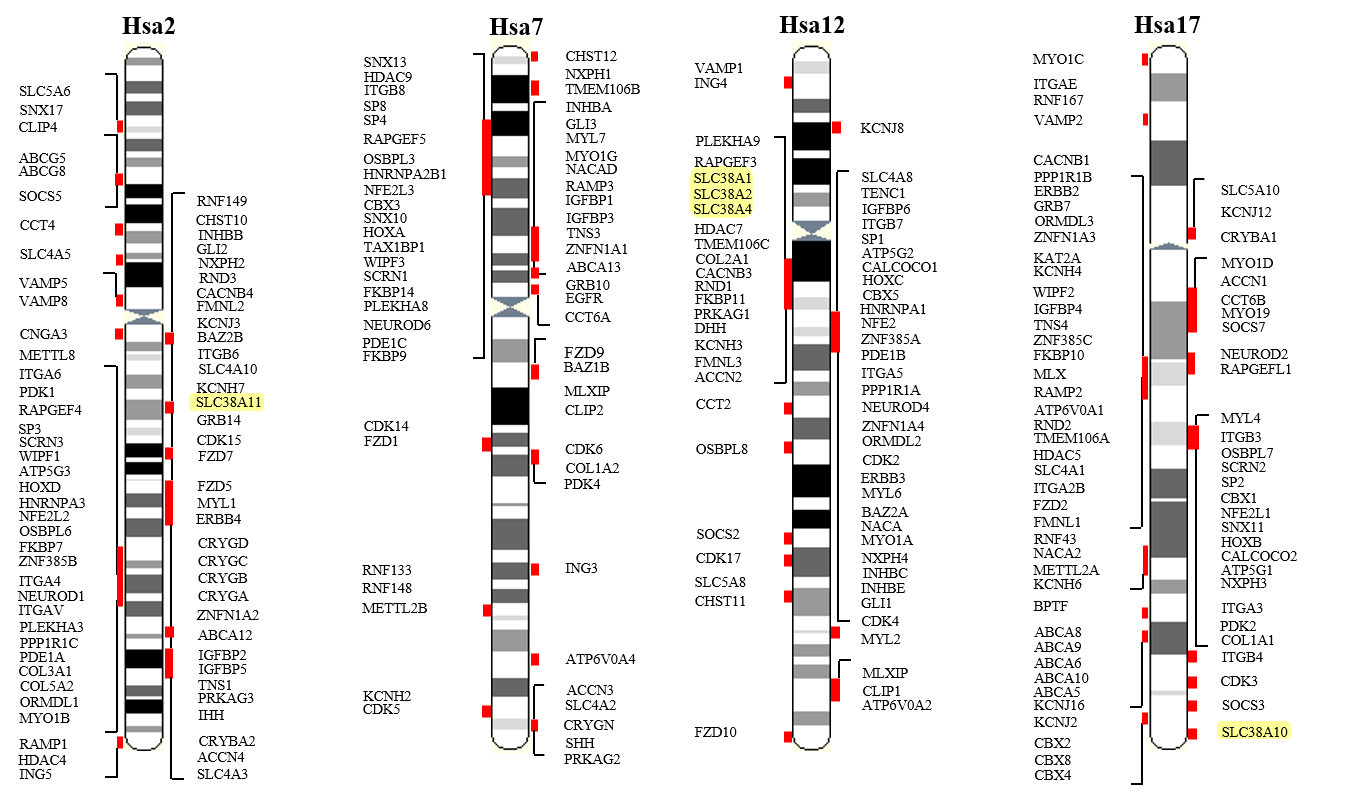 Hsa2
SLC5A6
SNX17
CLIP4
ABCG5
ABCG8
SOCS5
CCT4
SLC4A5
VAMP5
VAMP8
CNGA3
METTL8
ITGA6
PDK1
RAPGEF4
SP3
SCRN3
WIPF1
ATP5G3
HOXD
HNRNPA3
NFE2L2
OSBPL6
FKBP7
ZNF385B
ITGA4
NEUROD1
ITGAV
PLEKHA3
PPP1R1C
PDE1A
COL3A1
COL5A2
ORMDL1
MYO1B
RAMP1
HDAC4
ING5
RNF149
CHST10
INHBB
GLI2
NXPH2
RND3
CACNB4
FMNL2
KCNJ3
BAZ2B
ITGB6
SLC4A10
KCNH7
SLC38A11
GRB14
CDK15
FZD7
FZD5
MYL1
ERBB4
CRYGD
CRYGC
CRYGB
CRYGA
ZNFN1A2
ABCA12
IGFBP2
IGFBP5
TNS1
PRKAG3
IHH
CRYBA2
ACCN4
SLC4A3
Hsa7
SNX13
HDAC9
ITGB8
SP8
SP4
RAPGEF5
OSBPL3
HNRNPA2B1
NFE2L3
CBX3
SNX10
HOXA
TAX1BP1
WIPF3
SCRN1
FKBP14
PLEKHA8
NEUROD6
PDE1C
FKBP9
CDK14
FZD1
RNF133
RNF148
METTL2B
KCNH2
CDK5
CHST12
NXPH1
TMEM106B
INHBA
GLI3
MYL7
MYO1G
NACAD
RAMP3
IGFBP1
IGFBP3
TNS3
ZNFN1A1
ABCA13
GRB10
EGFR
CCT6A
FZD9
BAZ1B
MLXIP
CLIP2
CDK6
COL1A2
PDK4
ING3
ATP6V0A4
ACCN3
SLC4A2
CRYGN
SHH
PRKAG2
Hsa12
VAMP1
ING4
PLEKHA9
RAPGEF3
SLC38A1
SLC38A2
SLC38A4
HDAC7
TMEM106C
COL2A1
CACNB3
RND1
FKBP11
PRKAG1
DHH
KCNH3
FMNL3
ACCN2
CCT2
OSBPL8
SOCS2
CDK17
SLC5A8
CHST11
FZD10
KCNJ8
SLC4A8
TENC1
IGFBP6
ITGB7
SP1
ATP5G2
CALCOCO1
HOXC
CBX5
HNRNPA1
NFE2
ZNF385A
PDE1B
ITGA5
PPP1R1A
NEUROD4
ZNFN1A4
ORMDL2
CDK2
ERBB3
MYL6
BAZ2A
NACA
MYO1A
NXPH4
INHBC
INHBE
GLI1
CDK4
MYL2
MLXIP
CLIP1
ATP6V0A2
Hsa17
MYO1C
ITGAE
RNF167
VAMP2
CACNB1
PPP1R1B
ERBB2
GRB7
ORMDL3
ZNFN1A3
KAT2A
KCNH4
WIPF2
IGFBP4
TNS4
ZNF385C
FKBP10
MLX
RAMP2
ATP6V0A1
RND2
TMEM106A
HDAC5
SLC4A1
ITGA2B
FZD2
FMNL1
RNF43
NACA2
METTL2A
KCNH6
BPTF
ABCA8
ABCA9
ABCA6
ABCA10
ABCA5
KCNJ16
KCNJ2
CBX2
CBX8
CBX4
SLC5A10
KCNJ12
CRYBA1
MYO1D
ACCN1
CCT6B
MYO19
SOCS7
NEUROD2
RAPGEFL1
MYL4
ITGB3
OSBPL7
SCRN2
SP2
CBX1
NFE2L1
SNX11
HOXB
CALCOCO2
ATP5G1
NXPH3
ITGA3
PDK2
COL1A1
ITGB4
CDK3
SOCS3
SLC38A10